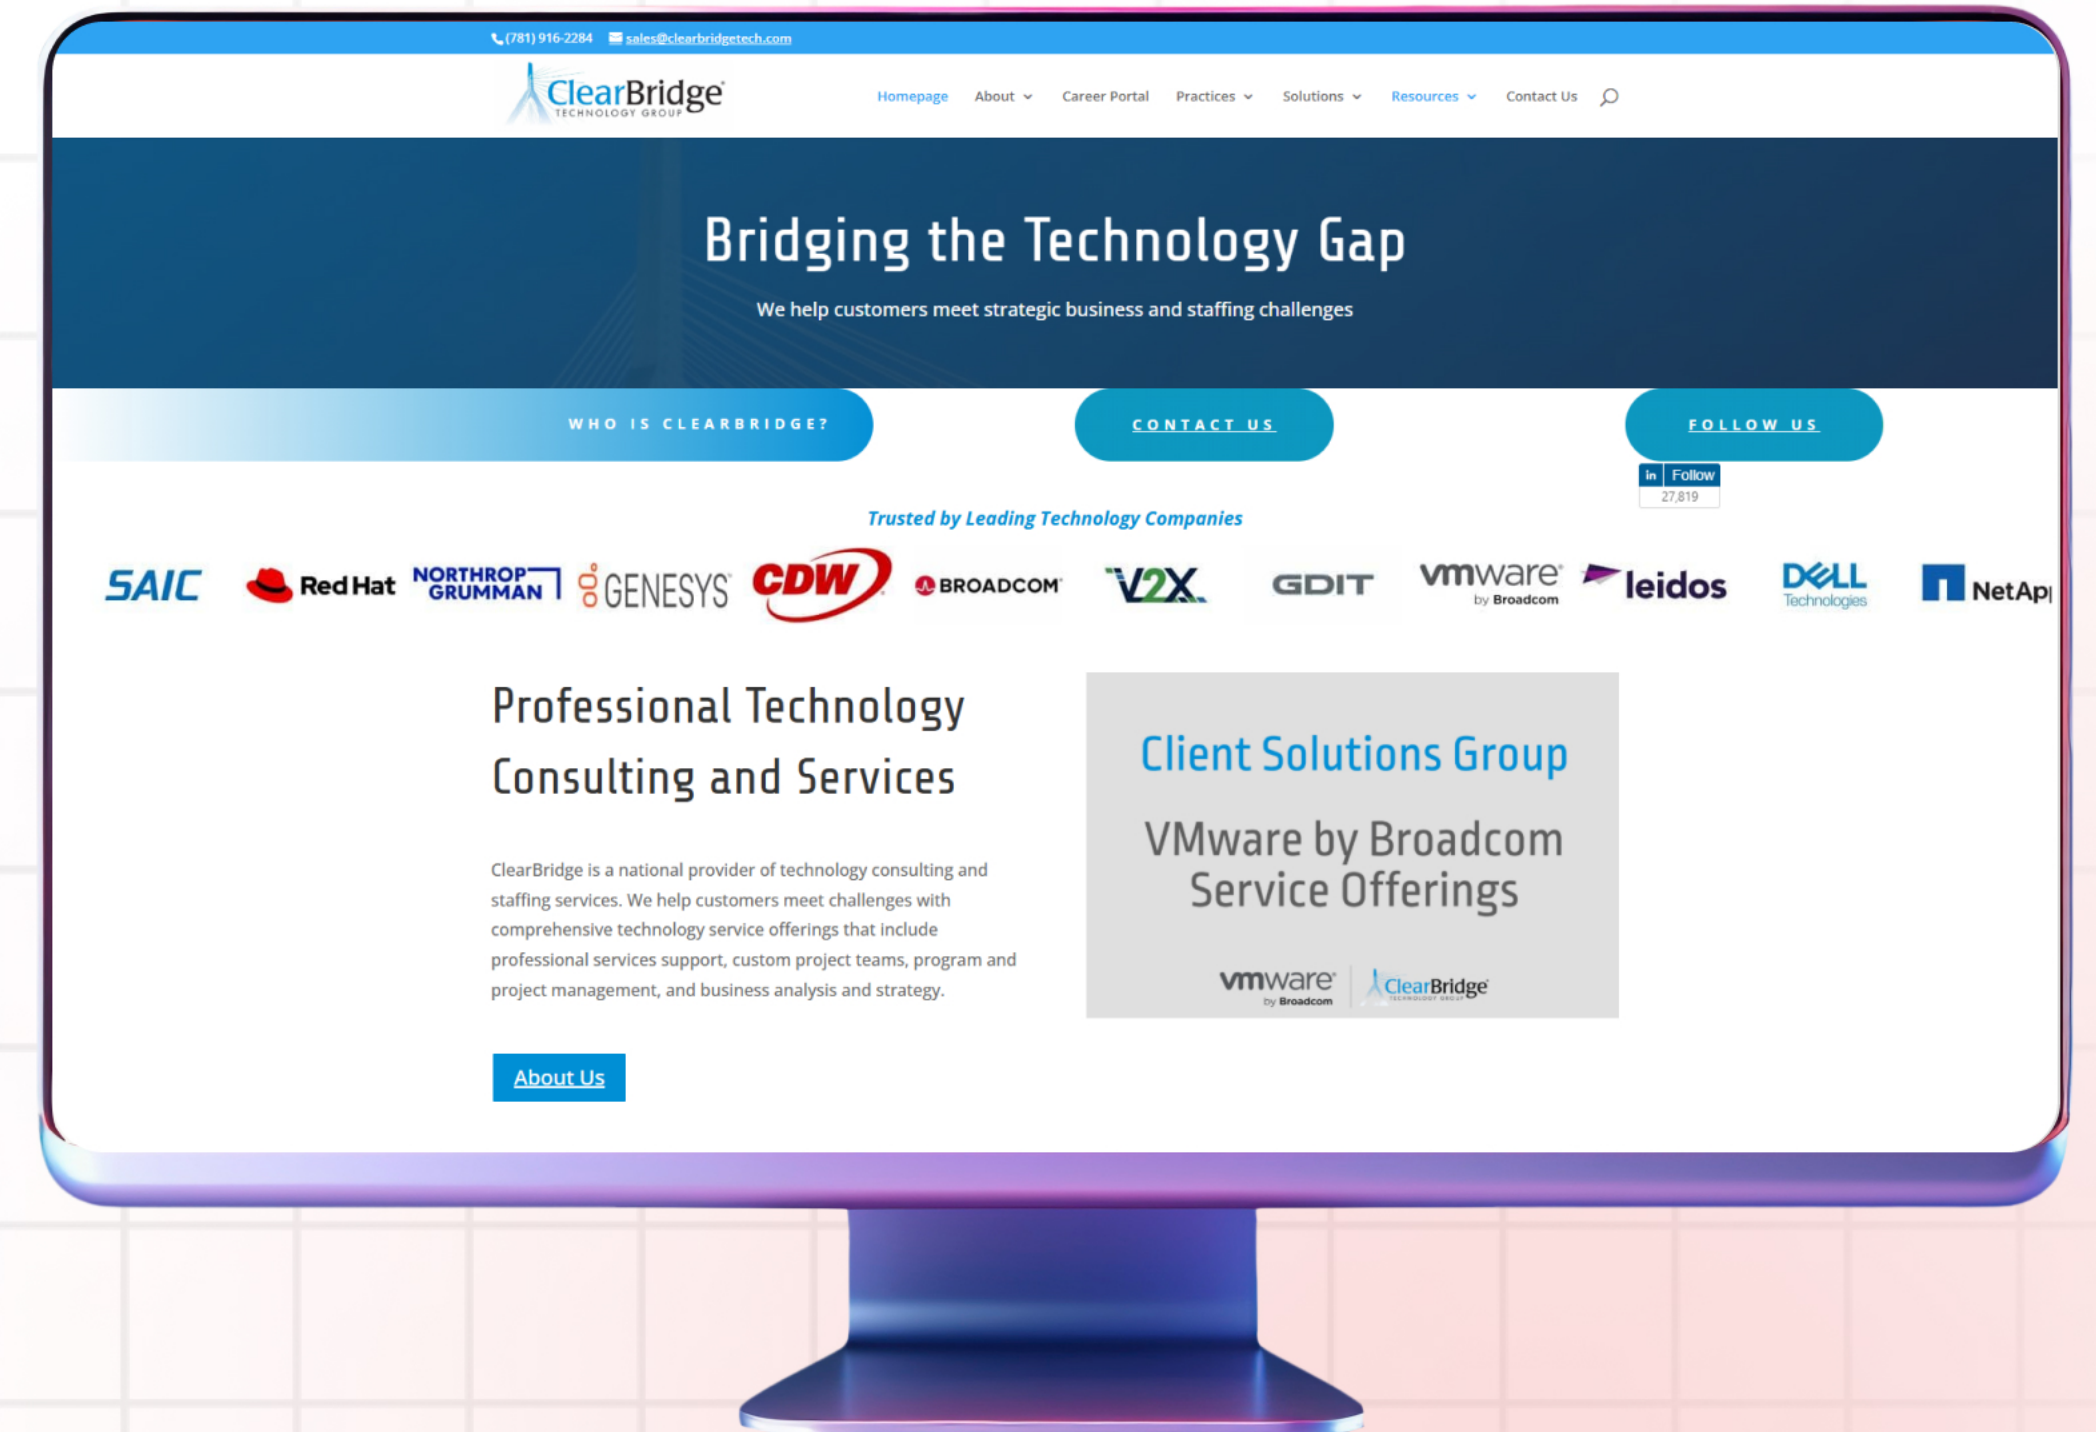 (781) 916-2284 sales@clearbridgetech.com
ClearBridge
TECHNOLOGY GROUP
Homepage About Career Portal Practices Solutions Resources Contact Us
Bridging the Technology Gap
We help customers meet strategic business and staffing challenges
WHO IS CLEARBRIDGE?
CONTACT US
FOLLOW US
in Follow
27,819
Trusted by Leading Technology Companies
SAIC
Red Hat
NORTHROP
GRUMMAN
GENESYS
CDW
BROADCOM
V2X
GDIT
vmware
by Broadcom
leidos
DELL
Technologies
NetAp
Professional Technology
Consulting and Services
ClearBridge is a national provider of technology consulting and
staffing services. We help customers meet challenges with
comprehensive technology service offerings that include
professional services support, custom project teams, program and
project management, and business analysis and strategy.
About Us
Client Solutions Group
VMware by Broadcom
Service Offerings
vmware
by Broadcom
ClearBridge
TECHNOLOGY GROUP